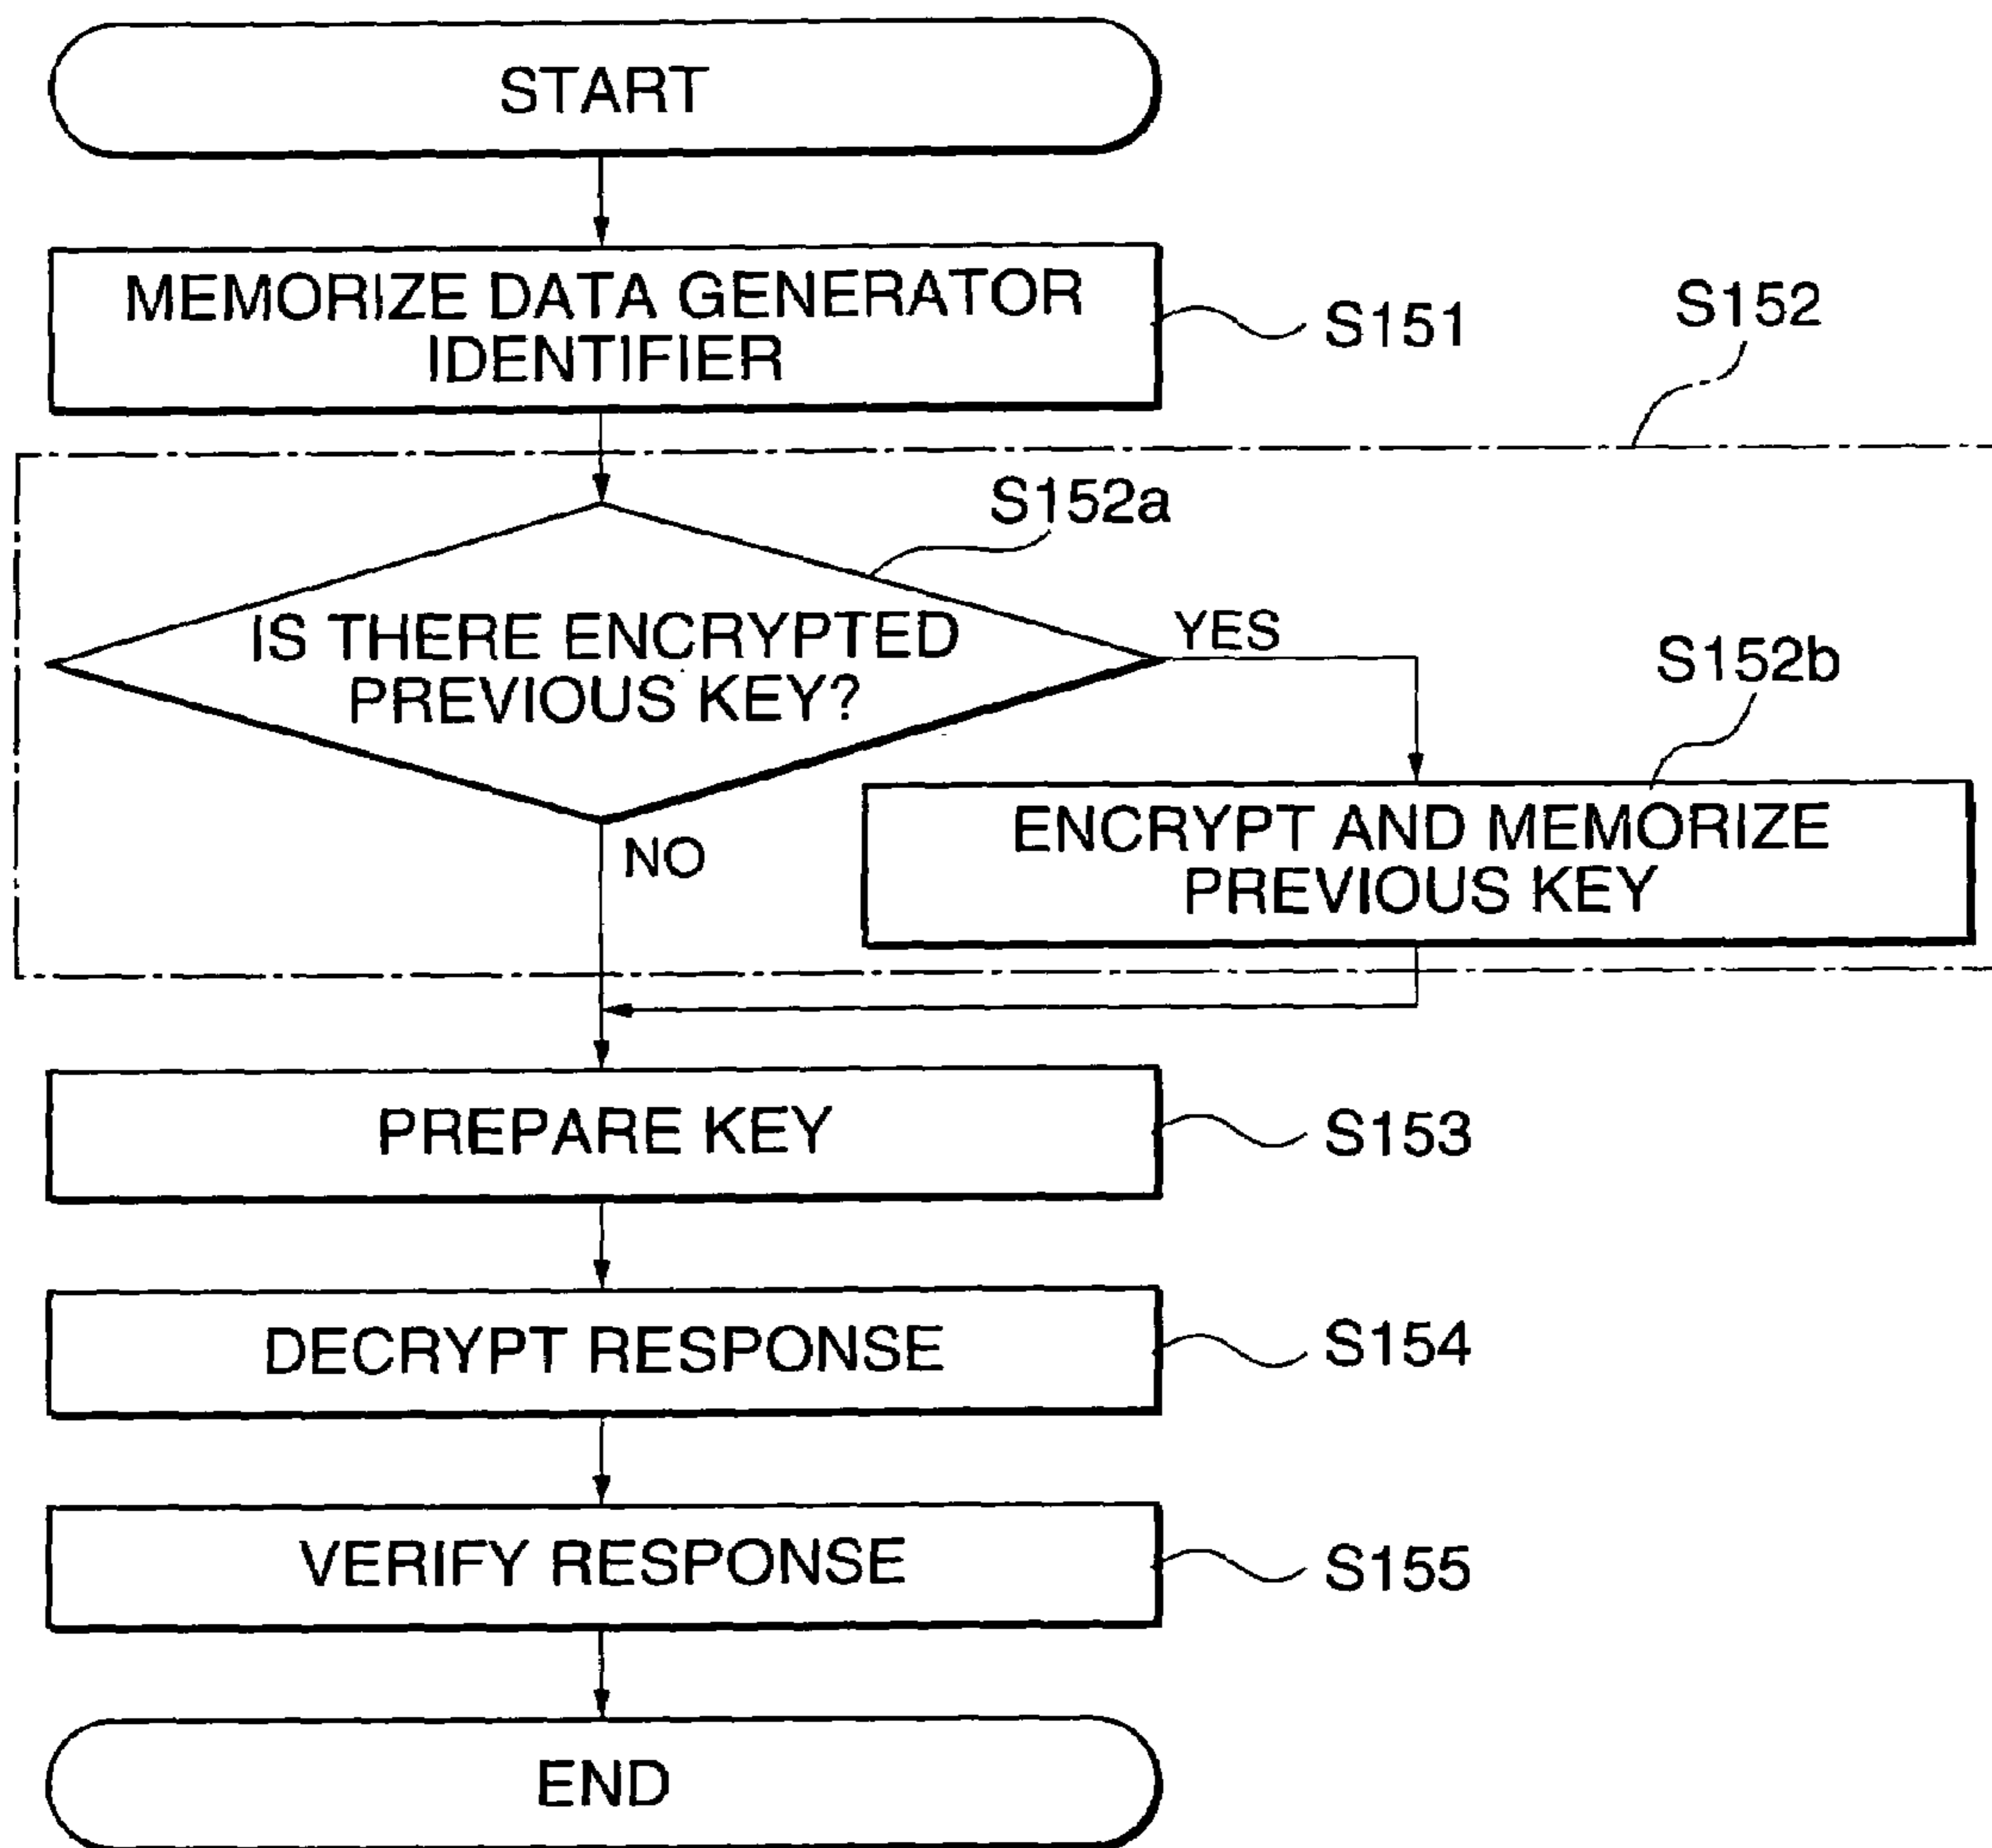 START
MEMORIZE DATA GENERATOR
IDENTIFIER
S151
S152
S152a
IS THERE ENCRYPTED
PREVIOUS KEY?
YES
S152b
ENCRYPT AND MEMORIZE
PREVIOUS KEY
NO
PREPARE KEY
S153
DECRYPT RESPONSE
S154
VERIFY RESPONSE
S155
END